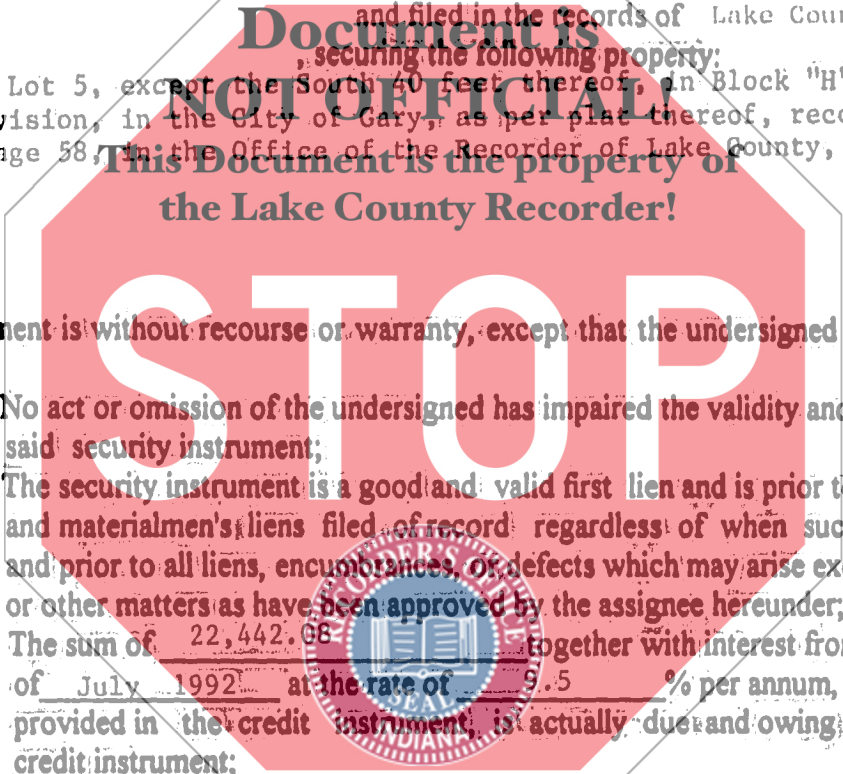 Document is
and filed in the records of Lake Coun
, securing the following property:
Lot 5, except the South 40 feet thereof, in Block "H"
NOT OFFICIAL!
vision, in the City of Gary, as per plat thereof, reco
ge 58, in the Office of the Recorder of Lake County,
This Document is the property of
the Lake County Recorder!
STOP
ment is without recourse or warranty, except that the undersigned
No act or omission of the undersigned has impaired the validity and
said security instrument;
The security instrument is a good and valid first lien and is prior to
and materialmen's liens filed of record regardless of when suc
and prior to all liens, encumbrances, or defects which may arise exc
or other matters as have been approved by the assignee hereunder;
The sum of 22,442.08 together with interest from
of July 1992 at the rate of 9.5 % per annum,
provided in the credit instrument, is actually due and owing
credit instrument;
RECORDER'S OFFICE
SEAL
INDIANA